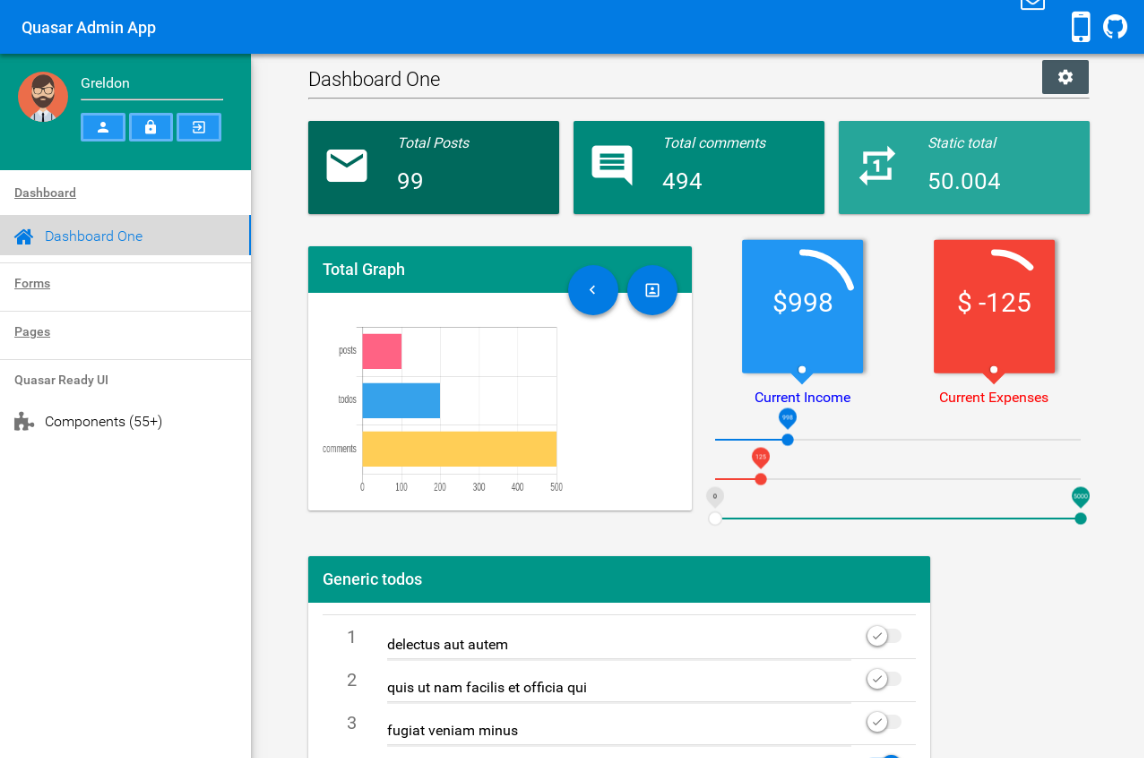 Quasar Admin App
Greldon
Dashboard
Dashboard One
Forms
Pages
Quasar Ready UI
Components (55+)
Dashboard One
Total Posts
99
Total comments
494
1
Static total
50.004
Total Graph
posts
todos
comments
0 100 200 300 400 500
$998
Current Income
$ -125
Current Expenses
998
125
0
5000
Generic todos
1 delectus aut autem
2 quis ut nam facilis et officia qui
3 fugiat veniam minus